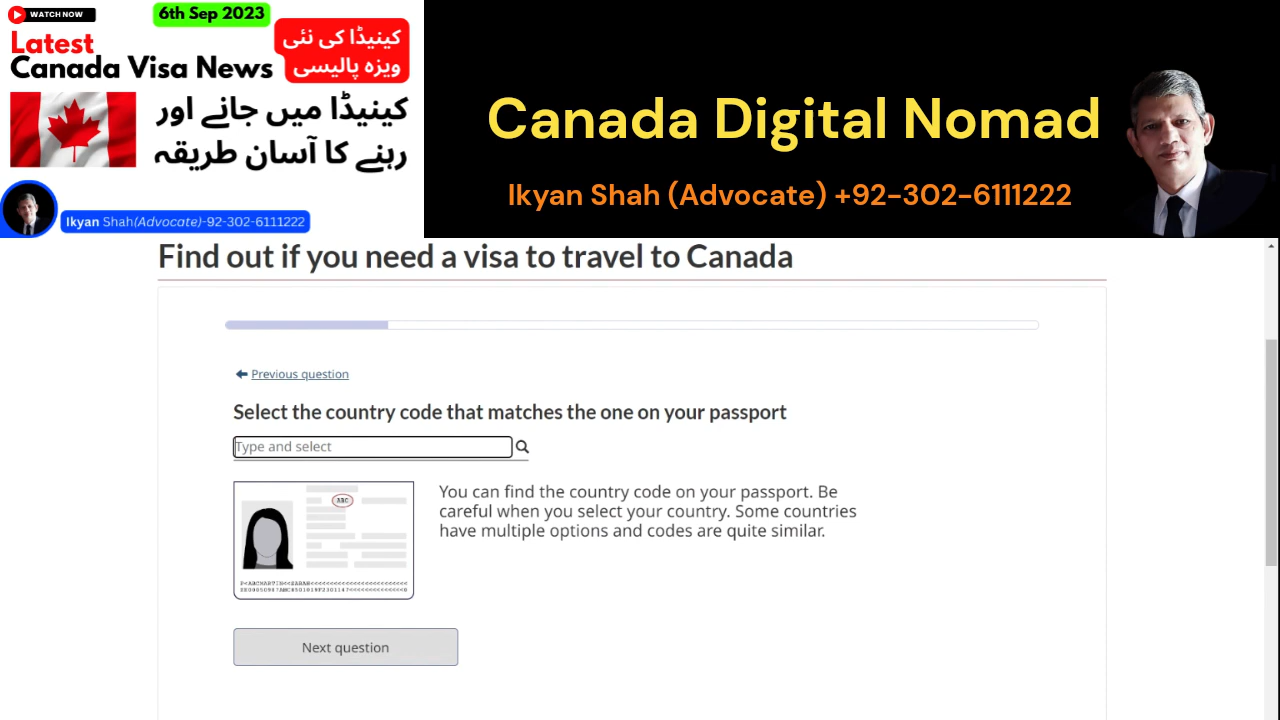 WATCH NOW
6th Sep 2023
Latest
Canada Visa News
کینیڈا کی نئی
ویزہ پالیسی
کینیڈا میں جانے اور
رہنے کا آسان طریقہ
Ikyan Shah(Advocate)-92-302-6111222
Canada Digital Nomad
Ikyan Shah (Advocate) +92-302-6111222
Find out if you need a visa to travel to Canada
Previous question
Select the country code that matches the one on your passport
Type and select
ABC
You can find the country code on your passport. Be
careful when you select your country. Some countries
have multiple options and codes are quite similar.
Next question